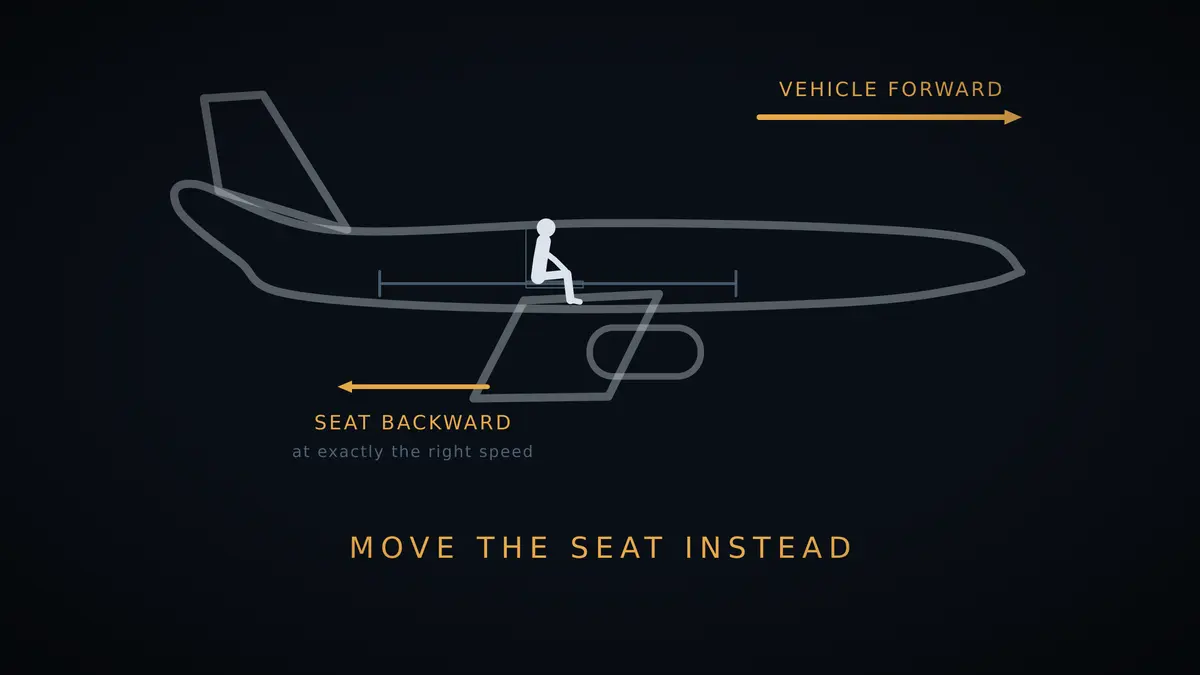 VEHICLE FORWARD
SEAT BACKWARD
at exactly the right speed
MOVE THE SEAT INSTEAD